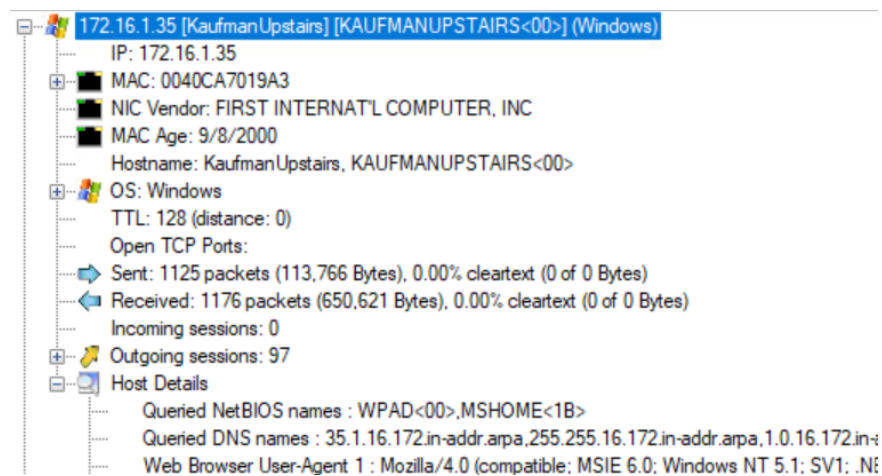 172.16.1.35 [KaufmanUpstairs] [KAUFMANUPSTAIRS<00>] (Windows)
IP: 172.16.1.35
MAC: 0040CA7019A3
NIC Vendor: FIRST INTERNAT'L COMPUTER, INC
MAC Age: 9/8/2000
Hostname: KaufmanUpstairs, KAUFMANUPSTAIRS<00>
OS: Windows
TTL: 128 (distance: 0)
Open TCP Ports:
Sent: 1125 packets (113,766 Bytes), 0.00% cleartext (0 of 0 Bytes)
Received: 1176 packets (650,621 Bytes), 0.00% cleartext (0 of 0 Bytes)
Incoming sessions: 0
Outgoing sessions: 97
Host Details
Queried NetBIOS names : WPAD<00>,MSHOME<1B>
Queried DNS names : 35.1.16.172.in-addr.arpa,255.255.16.172.in-addr.arpa,1.0.16.172.in-a
Web Browser User-Agent 1 : Mozilla/4.0 (compatible; MSIE 6.0; Windows NT 5.1; SV1;